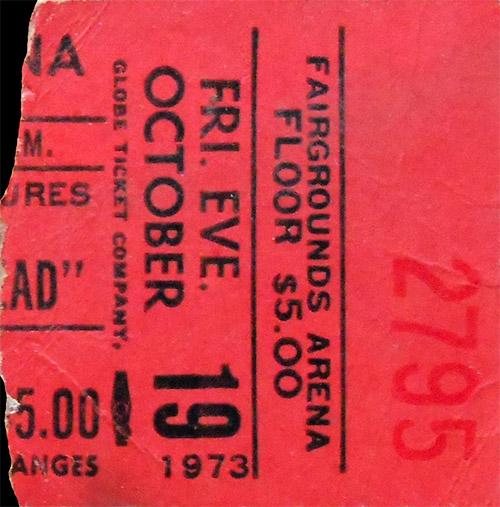 NA
M.
URES
EAD"
5.00
ANGES
GLOBE TICKET COMPANY,
FRI. EVE.
OCTOBER
19
1973
FAIRGROUNDS ARENA
FLOOR $5.00
2795